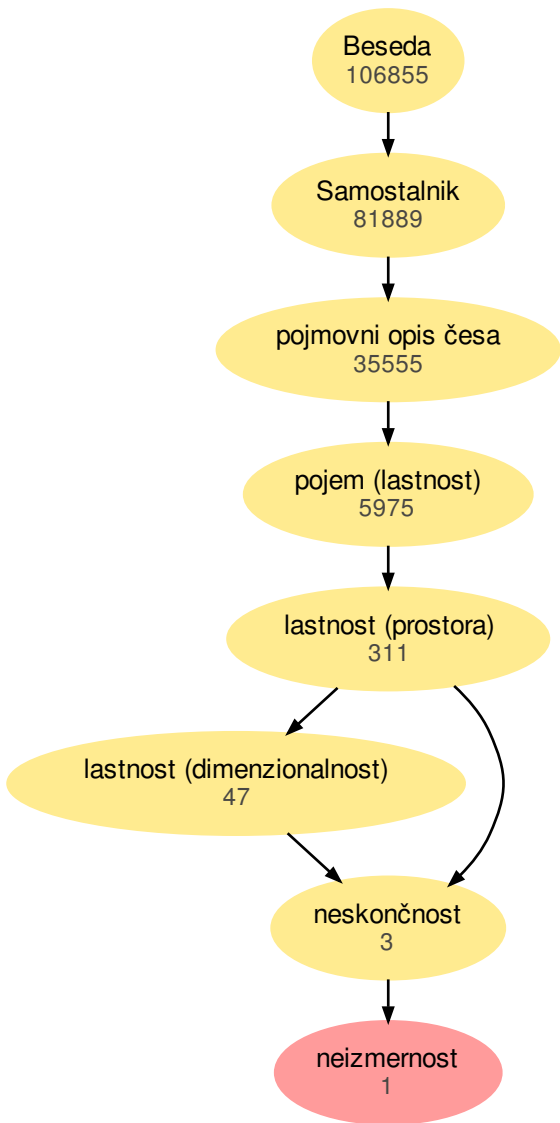 Beseda
106855
Samostalnik
81889
pojmovni opis česa
35555
pojem (lastnost)
5975
lastnost (prostora)
311
lastnost (dimenzionalnost)
47
neskončnost
3
neizmernost
1